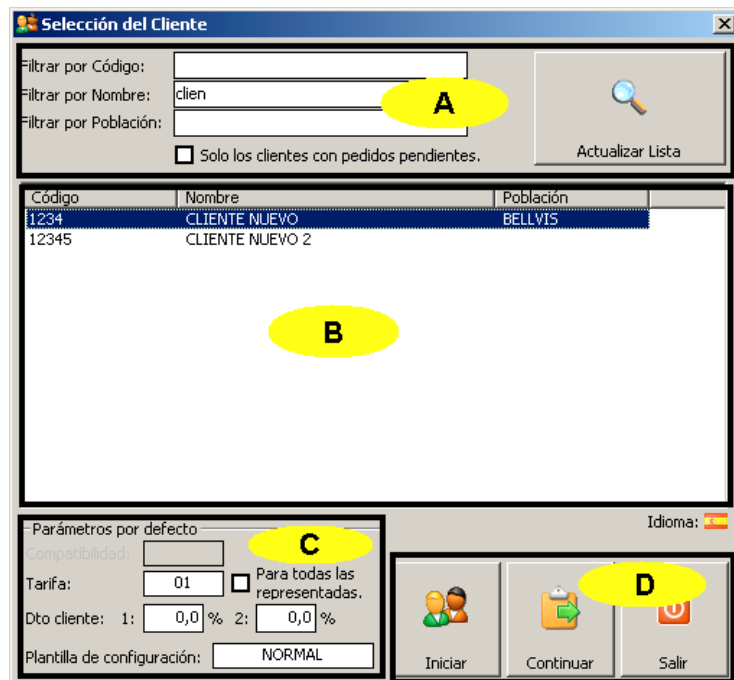 Selección del Cliente
Filtrar por Código:
Filtrar por Nombre: clien
A
Filtrar por Población:
Solo los clientes con pedidos pendientes.
Actualizar Lista
Código Nombre Población
1234 CLIENTE NUEVO BELLVIS
12345 CLIENTE NUEVO 2
B
Idioma:
Parámetros por defecto
C
Compatibilidad:
Tarifa: 01 Para todas las representadas.
Dto cliente: 1: 0,0 % 2: 0,0 %
Plantilla de configuración: NORMAL
D
Iniciar Continuar Salir